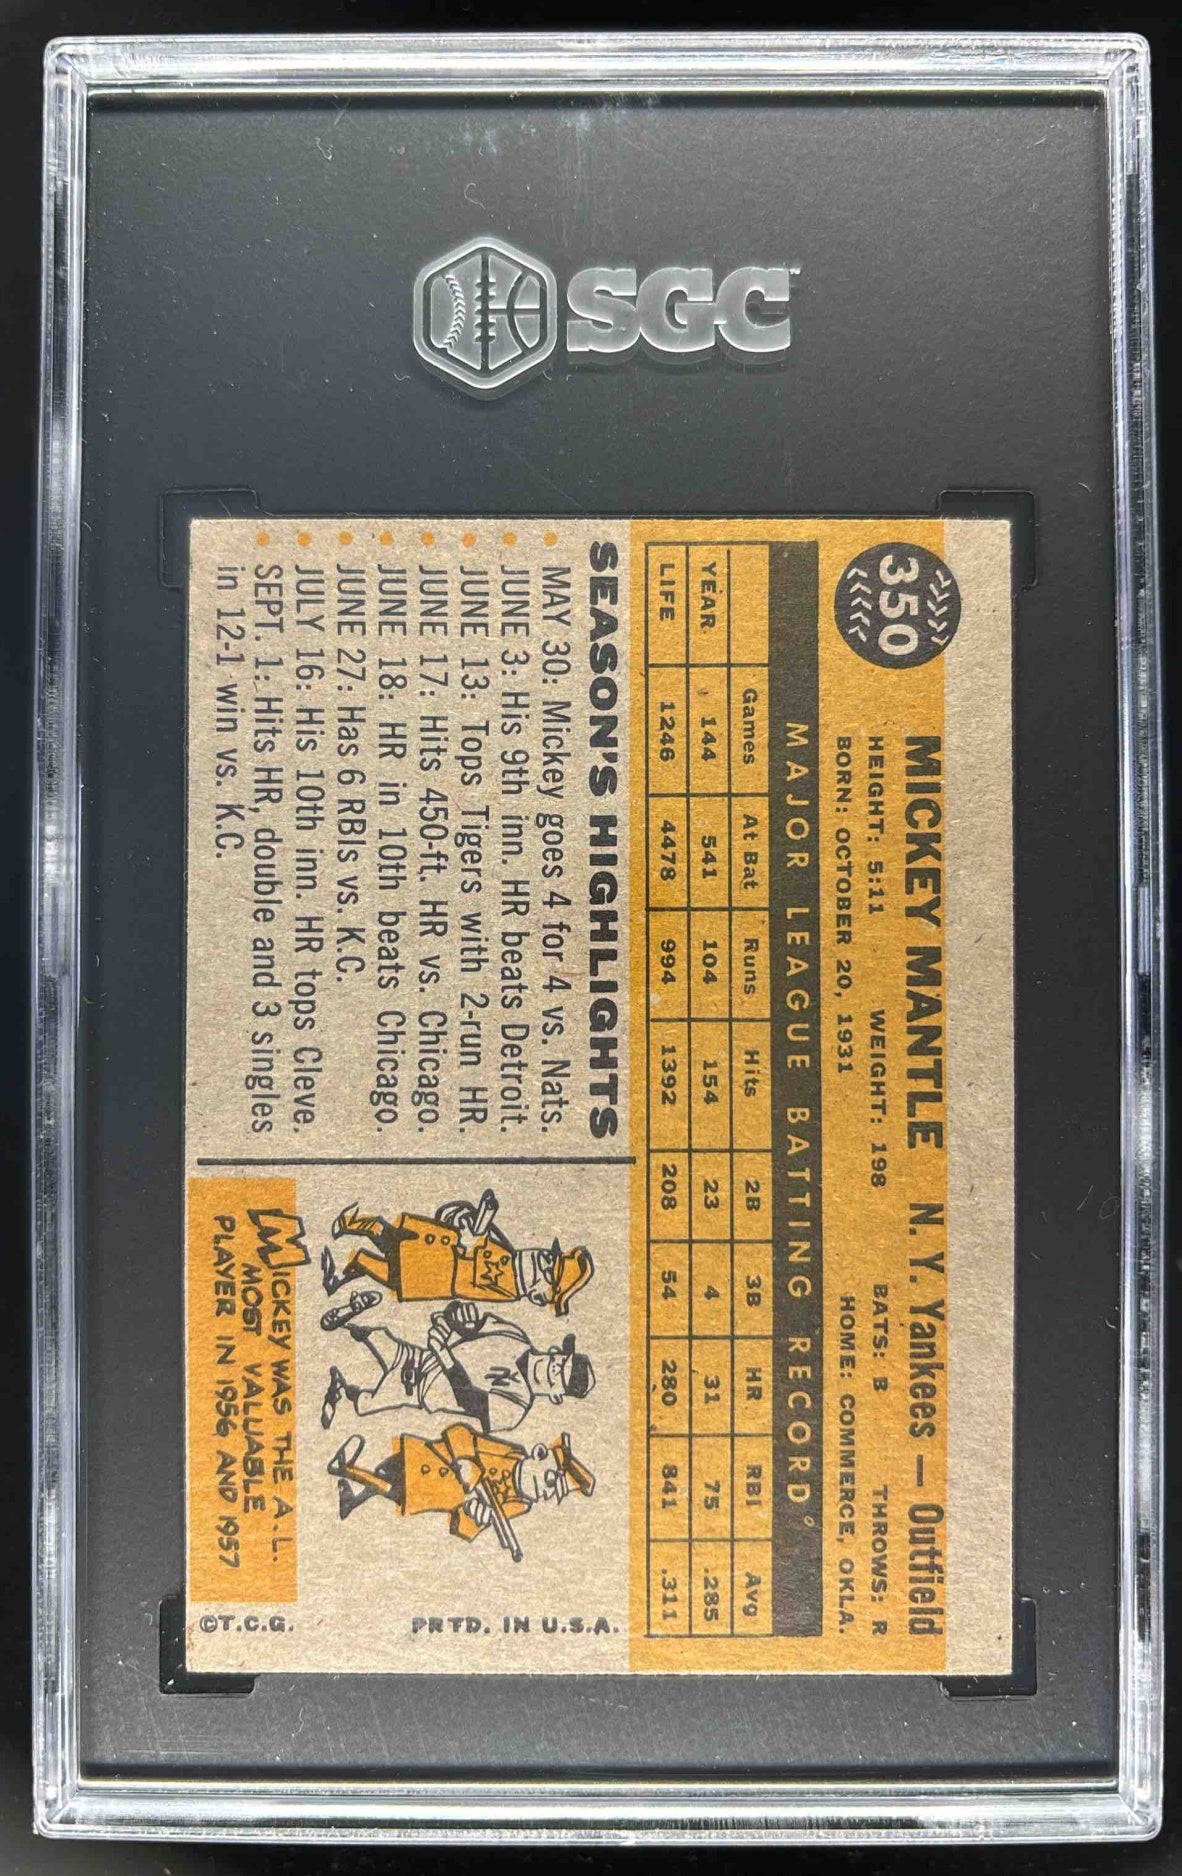 SGC
350
MICKEY MANTLE N. Y. Yankees — Outfield
HEIGHT: 5:11 WEIGHT: 198 BATS: B THROWS: R
BORN: OCTOBER 20, 1931 HOME: COMMERCE, OKLA.
MAJOR LEAGUE BATTING RECORD
Games At Bat Runs Hits 2B 3B HR RBI Avg
YEAR 144 541 104 154 23 4 31 75 .285
LIFE 1246 4478 994 1392 208 54 280 841 .311
SEASON'S HIGHLIGHTS
• MAY 30: Mickey goes 4 for 4 vs. Nats.
• JUNE 3: His 9th inn. HR beats Detroit.
• JUNE 13: Tops Tigers with 2-run HR.
• JUNE 17: Hits 450-ft. HR vs. Chicago.
• JUNE 18: HR in 10th beats Chicago.
• JUNE 27: Has 6 RBIs vs. K.C.
• JULY 16: His 10th inn. HR tops Cleve.
• SEPT. 1: Hits HR, double and 3 singles
in 12-1 win vs. K.C.
NY
MICKEY WAS THE A.L.
MOST VALUABLE
PLAYER IN 1956 AND 1957
PRTD. IN U.S.A.
©T.C.G.